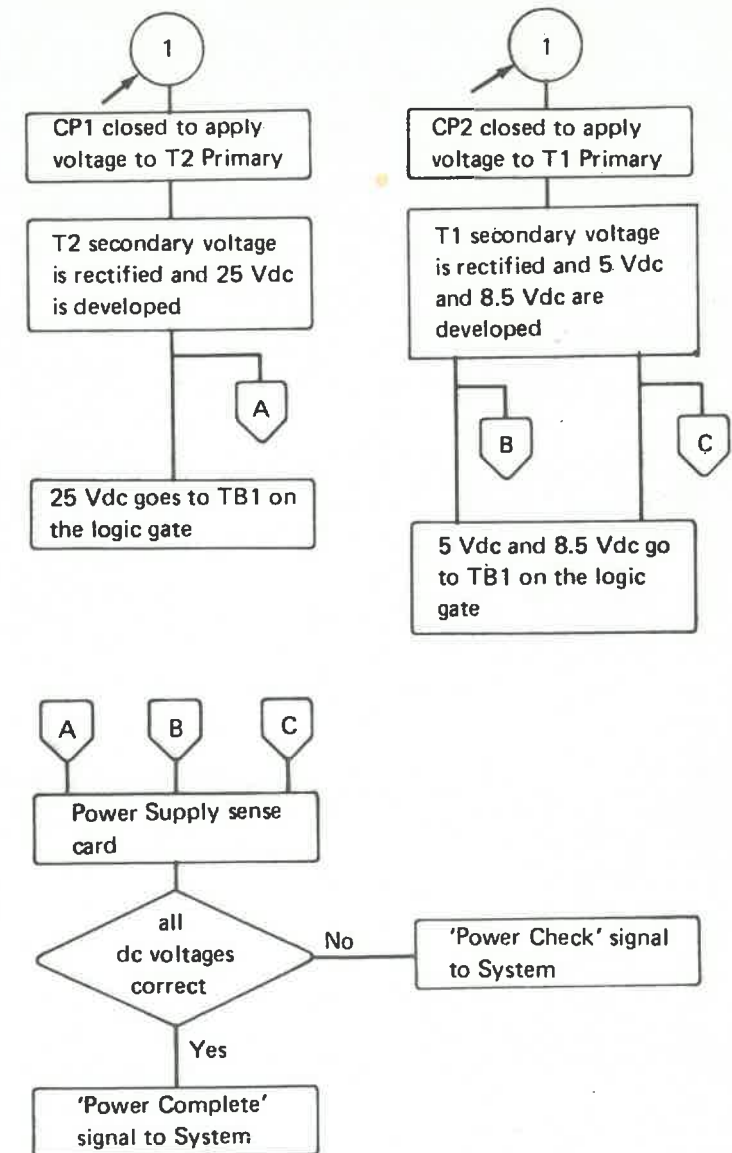 1
CP1 closed to apply
voltage to T2 Primary
T2 secondary voltage
is rectified and 25 Vdc
is developed
A
25 Vdc goes to TB1 on
the logic gate
1
CP2 closed to apply
voltage to T1 Primary
T1 secondary voltage
is rectified and 5 Vdc
and 8.5 Vdc are
developed
B
C
5 Vdc and 8.5 Vdc go
to TB1 on the logic
gate
A
B
C
Power Supply sense
card
all
dc voltages
correct
No
'Power Check' signal
to System
Yes
'Power Complete'
signal to System